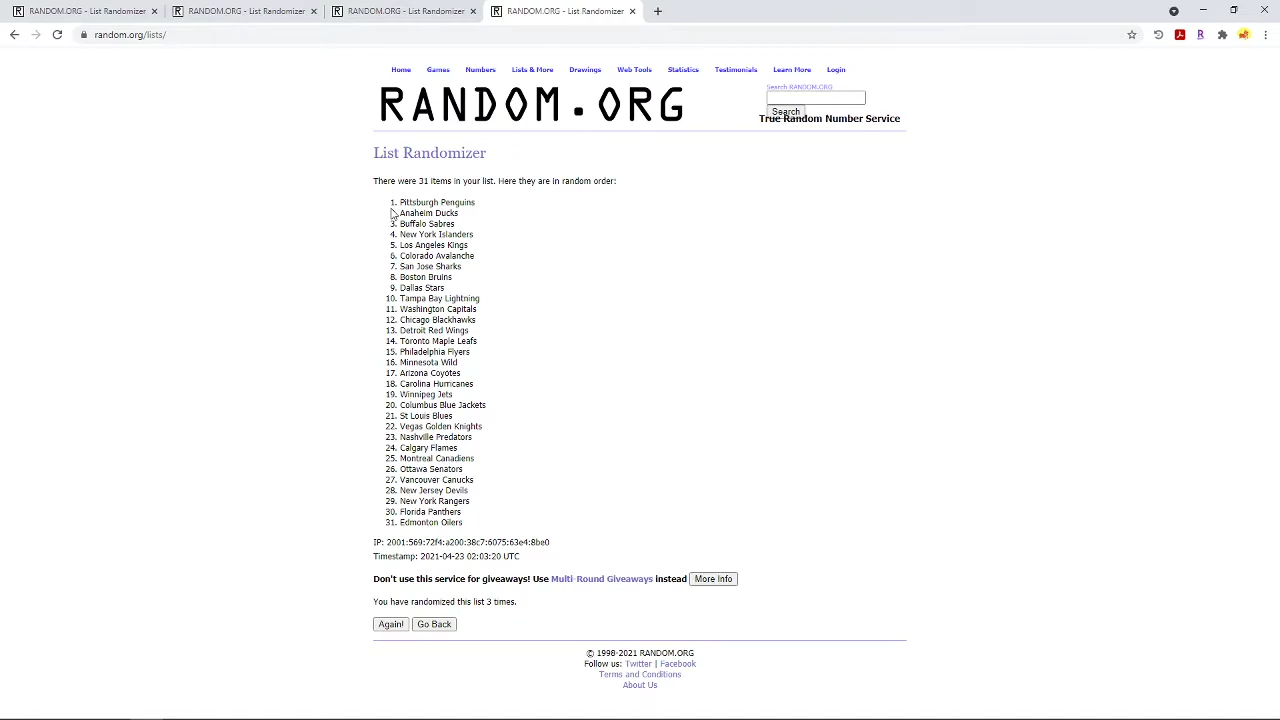 RANDOM.ORG - List Randomizer
RANDOM.ORG - List Randomizer
RANDOM.ORG - List Randomizer
RANDOM.ORG - List Randomizer
random.org/lists/
Home Games Numbers Lists & More Drawings Web Tools Statistics Testimonials Learn More Login
RANDOM.ORG
Search RANDOM.ORG
Search
True Random Number Service
List Randomizer
There were 31 items in your list. Here they are in random order:
1. Pittsburgh Penguins
Anaheim Ducks
3. Buffalo Sabres
4. New York Islanders
5. Los Angeles Kings
6. Colorado Avalanche
7. San Jose Sharks
8. Boston Bruins
9. Dallas Stars
10. Tampa Bay Lightning
11. Washington Capitals
12. Chicago Blackhawks
13. Detroit Red Wings
14. Toronto Maple Leafs
15. Philadelphia Flyers
16. Minnesota Wild
17. Arizona Coyotes
18. Carolina Hurricanes
19. Winnipeg Jets
20. Columbus Blue Jackets
21. St Louis Blues
22. Vegas Golden Knights
23. Nashville Predators
24. Calgary Flames
25. Montreal Canadiens
26. Ottawa Senators
27. Vancouver Canucks
28. New Jersey Devils
29. New York Rangers
30. Florida Panthers
31. Edmonton Oilers
IP: 2001:569:72f4:a200:38c7:6075:63e4:8be0
Timestamp: 2021-04-23 02:03:20 UTC
Don't use this service for giveaways! Use Multi-Round Giveaways instead More Info
You have randomized this list 3 times.
Again! Go Back
© 1998-2021 RANDOM.ORG
Follow us: Twitter | Facebook
Terms and Conditions
About Us